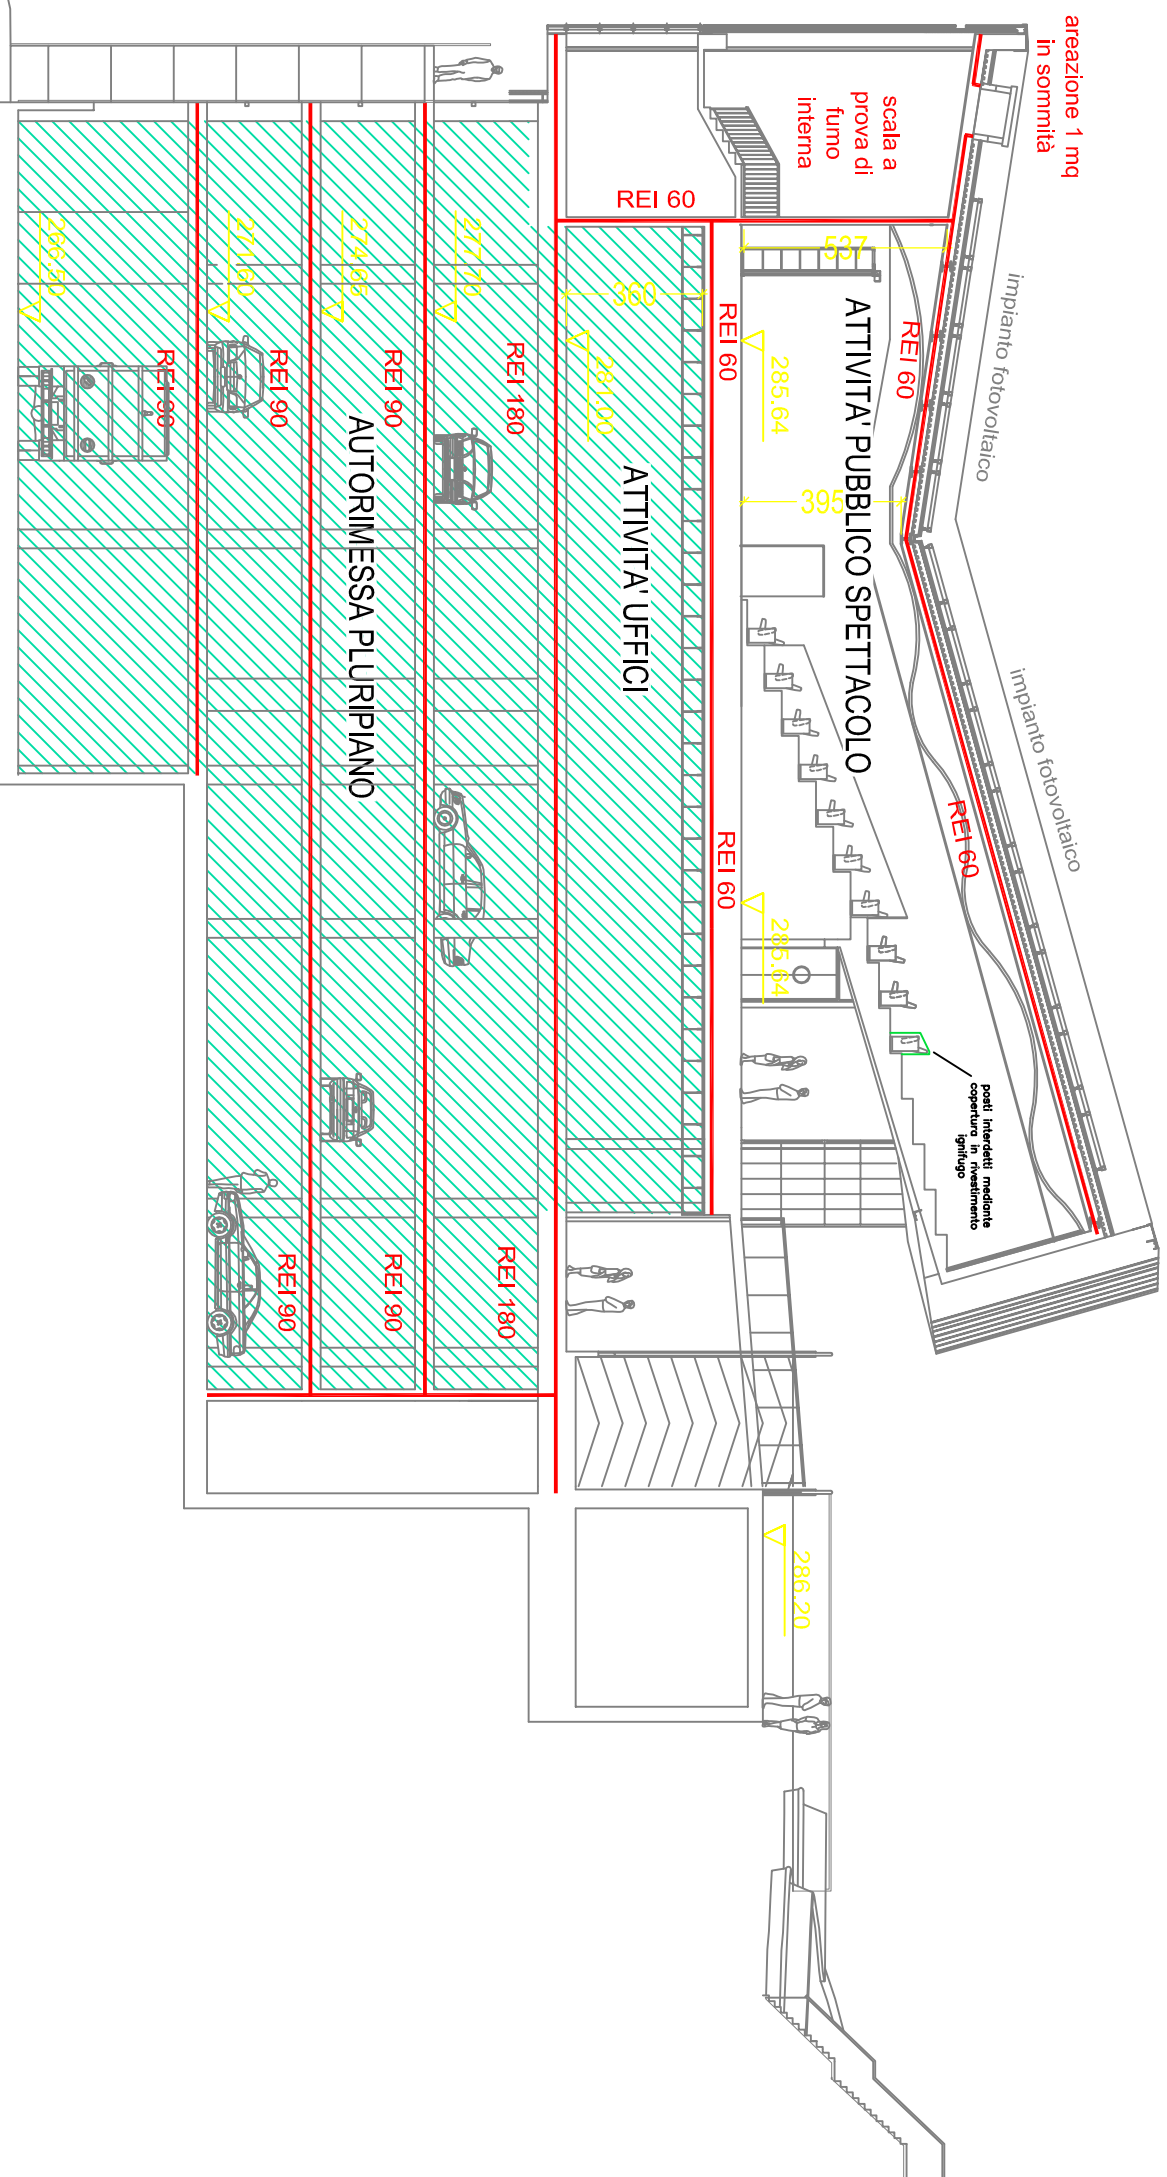 areazione 1 mq
in sommità
scala a
prova di
fumo
interna
REI 60
impianto fotovoltaico
impianto fotovoltaico
REI 60
REI 60
537
395
ATTIVITA' PUBBLICO SPETTACOLO
285.64
285.64
posti interdetti mediante
copertura in rivestimento
ignifugo
REI 60
REI 60
360
281.00
ATTIVITA' UFFICI
286.20
REI 180
REI 180
277.70
REI 90
REI 90
274.65
AUTORIMESSA PLURIPIANO
REI 90
REI 90
271.60
REI 90
266.50